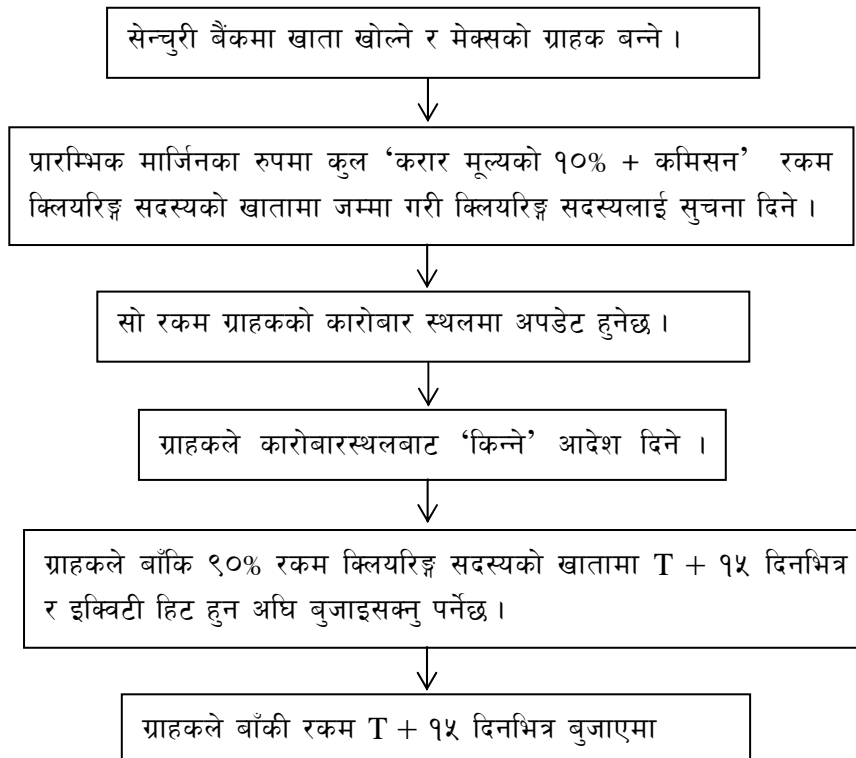 सेन्चुरी बैंकमा खाता खोल्ने र मेक्सको ग्राहक बन्ने ।
प्रारम्भिक मार्जिनका रुपमा कुल ‘करार मूल्यको १०% + कमिसन’ रकम
क्लियरिङ्ग सदस्यको खातामा जम्मा गरी क्लियरिङ्ग सदस्यलाई सुचना दिने ।
सो रकम ग्राहकको कारोबार स्थलमा अपडेट हुनेछ ।
ग्राहकले कारोबारस्थलबाट ‘किन्ने’ आदेश दिने ।
ग्राहकले बाँकि ९०% रकम क्लियरिङ्ग सदस्यको खातामा T + १५ दिनभित्र
र इक्विटी हिट हुन अघि बुजाइसक्नु पर्नेछ ।
ग्राहकले बाँकी रकम T + १५ दिनभित्र बुजाएमा